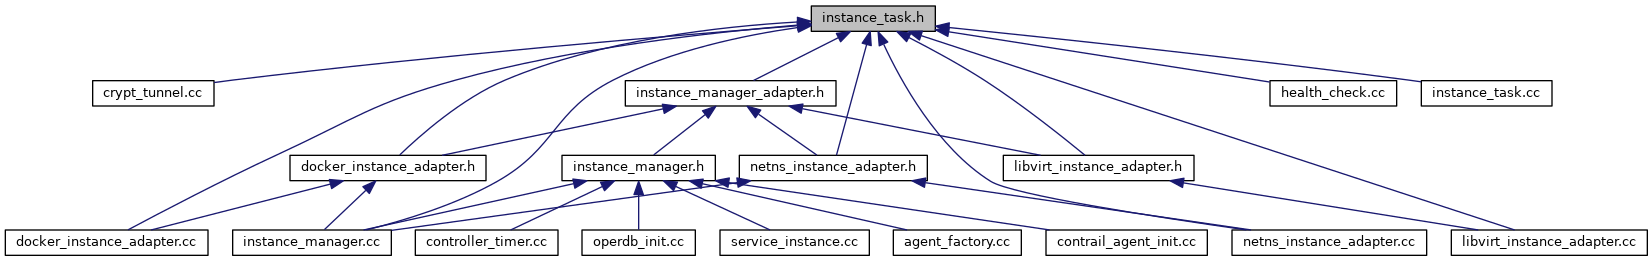 instance_task.h
crypt_tunnel.cc
instance_manager_adapter.h
health_check.cc
instance_task.cc
docker_instance_adapter.h
instance_manager.h
netns_instance_adapter.h
libvirt_instance_adapter.h
docker_instance_adapter.cc
instance_manager.cc
controller_timer.cc
operdb_init.cc
service_instance.cc
agent_factory.cc
contrail_agent_init.cc
netns_instance_adapter.cc
libvirt_instance_adapter.cc